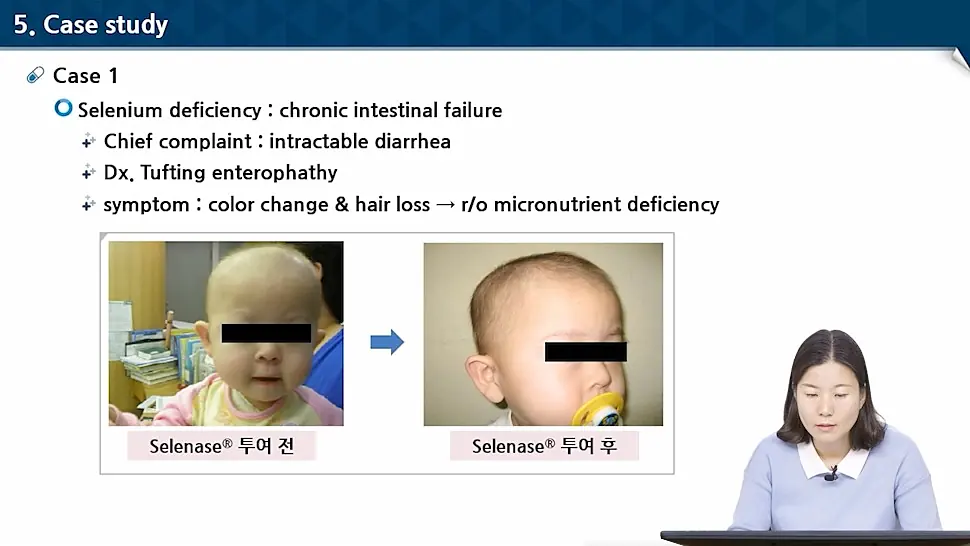 5. Case study
Case 1
Selenium deficiency : chronic intestinal failure
Chief complaint : intractable diarrhea
Dx. Tufting enterophathy
symptom : color change & hair loss → r/o micronutrient deficiency
Selenase® 투여 전
Selenase® 투여 후